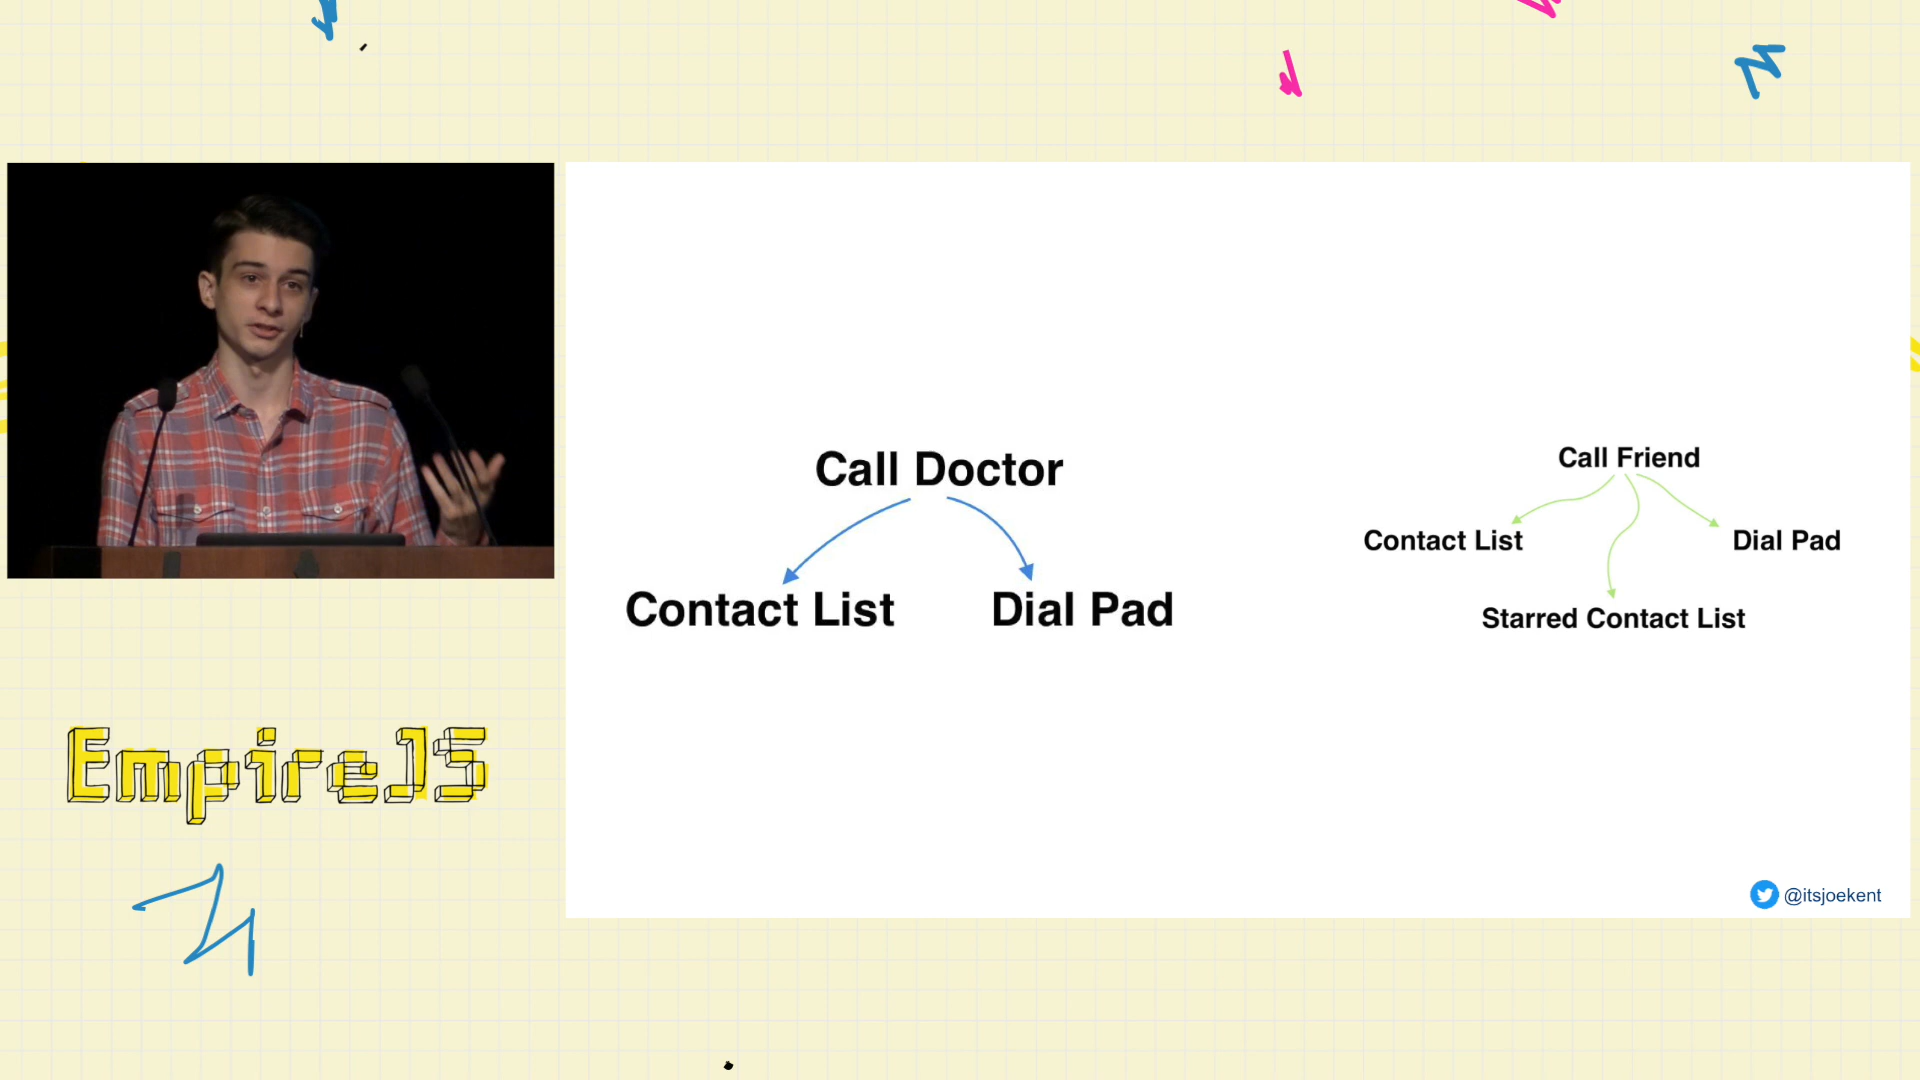 Call Doctor
Contact List Dial Pad
Call Friend
Contact List Dial Pad
Starred Contact List
@itsjoekent
EmpireJS